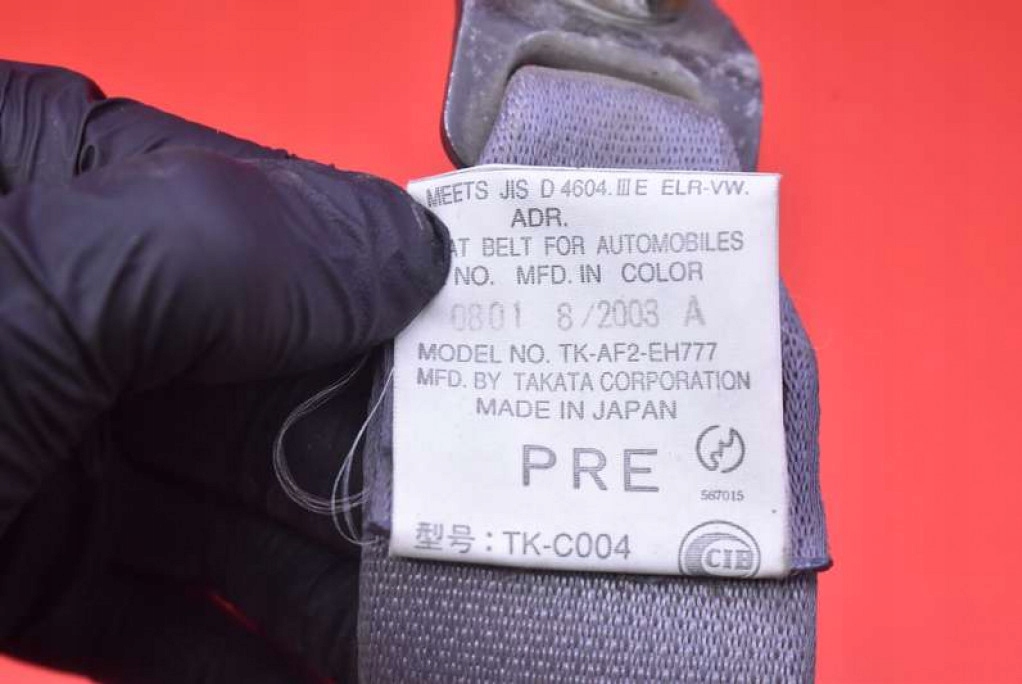 MEETS JIS D 4604.ⅢE ELR-VW.
ADR.
AT BELT FOR AUTOMOBILES
NO. MFD. IN COLOR
0801 8/2003 A
MODEL NO. TK-AF2-EH777
MFD. BY TAKATA CORPORATION
MADE IN JAPAN
PRE
567015
型号：TK-C004
CIB